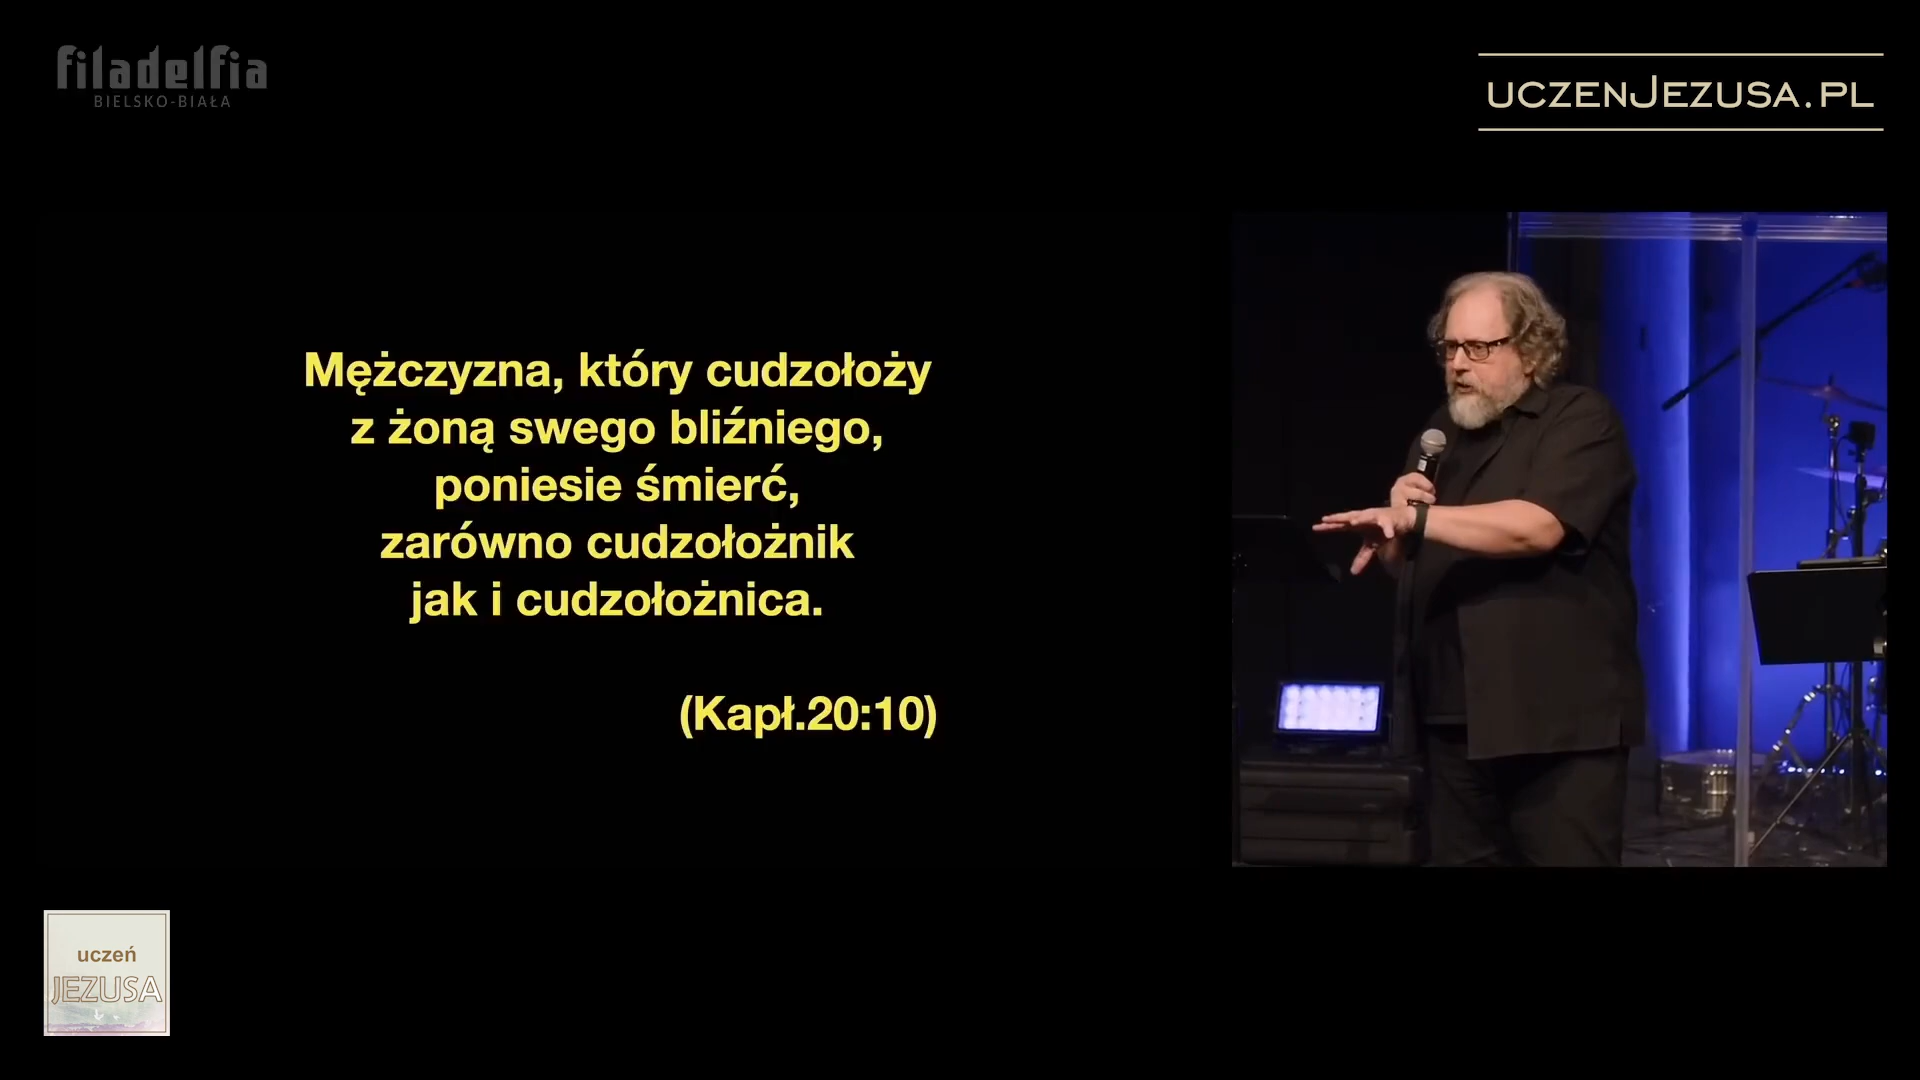 filadelfia
BIELSKO-BIAŁA
UCZENJEZUSA.PL
Mężczyzna, który cudzołoży
z żoną swego bliźniego,
poniesie śmierć,
zarówno cudzołożnik
jak i cudzołożnica.
(Kapł.20:10)
uczeń
JEZUSA